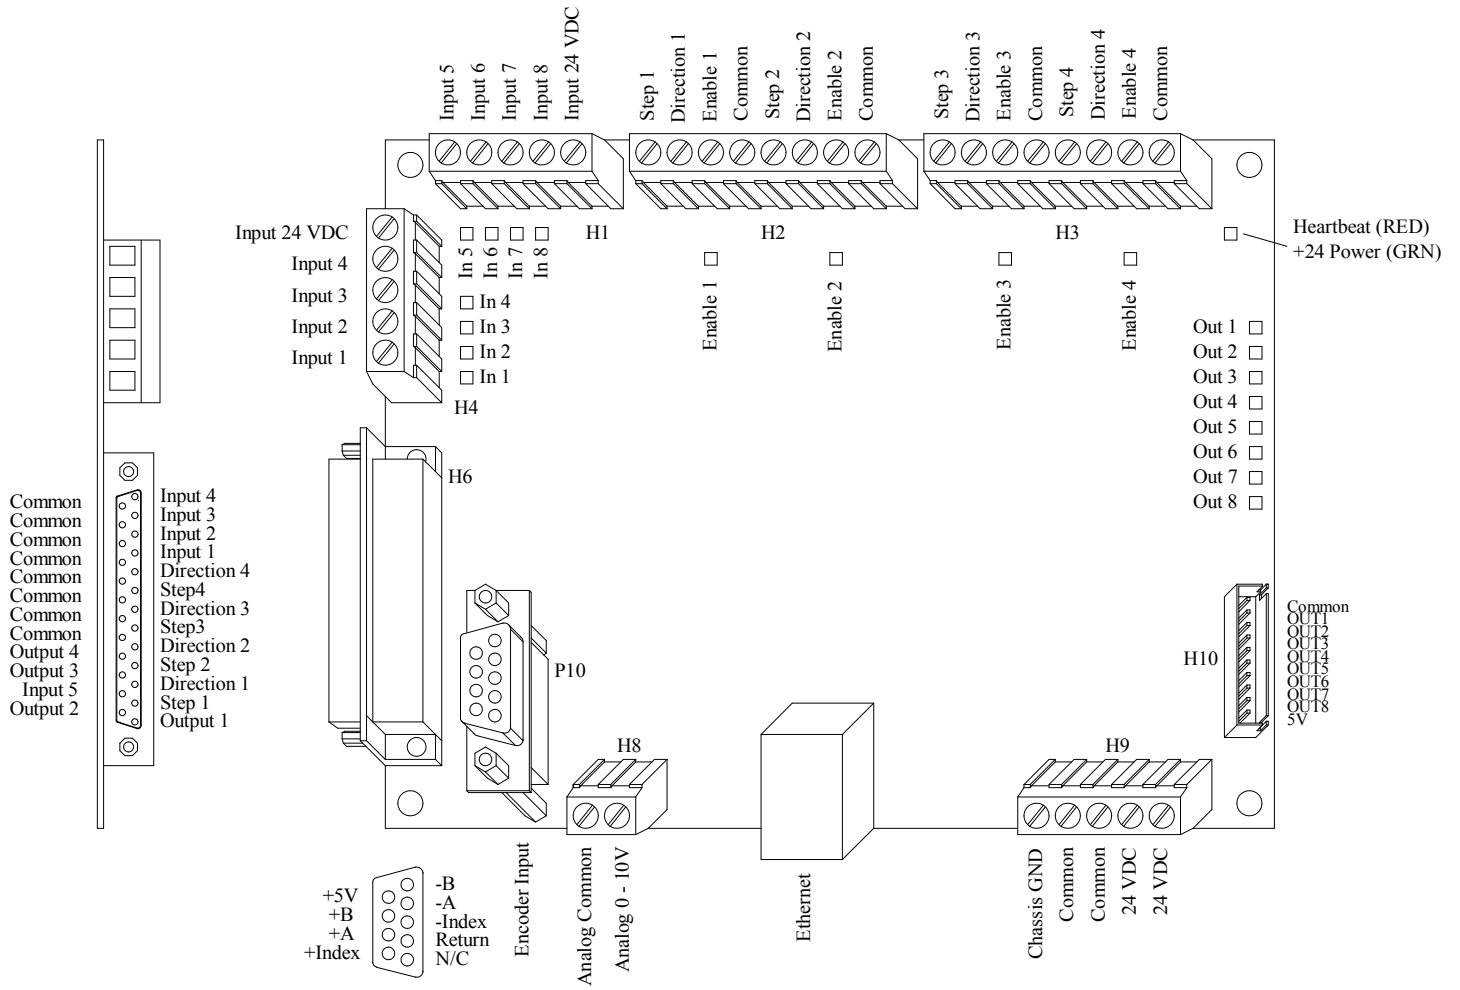 Input 5
Input 6
Input 7
Input 8
Input 24 VDC
Step 1
Direction 1
Enable 1
Common
Step 2
Direction 2
Enable 2
Common
Step 3
Direction 3
Enable 3
Common
Step 4
Direction 4
Enable 4
Common
H1
H2
H3
Input 24 VDC
Input 4
Input 3
Input 2
Input 1
In 5
In 6
In 7
In 8
In 4
In 3
In 2
In 1
H4
Enable 1
Enable 2
Enable 3
Enable 4
Heartbeat (RED)
+24 Power (GRN)
Out 1
Out 2
Out 3
Out 4
Out 5
Out 6
Out 7
Out 8
H6
Common
Common
Common
Common
Common
Common
Common
Common
Output 4
Output 3
Input 5
Output 2
Input 4
Input 3
Input 2
Input 1
Direction 4
Step4
Direction 3
Step3
Direction 2
Step 2
Direction 1
Step 1
Output 1
P10
H10
Common
OUT1
OUT2
OUT3
OUT4
OUT5
OUT6
OUT7
OUT8
5V
H8
H9
+5V
+B
+A
+Index
-B
-A
-Index
Return
N/C
Encoder Input
Analog Common
Analog 0 - 10V
Ethernet
Chassis GND
Common
Common
24 VDC
24 VDC